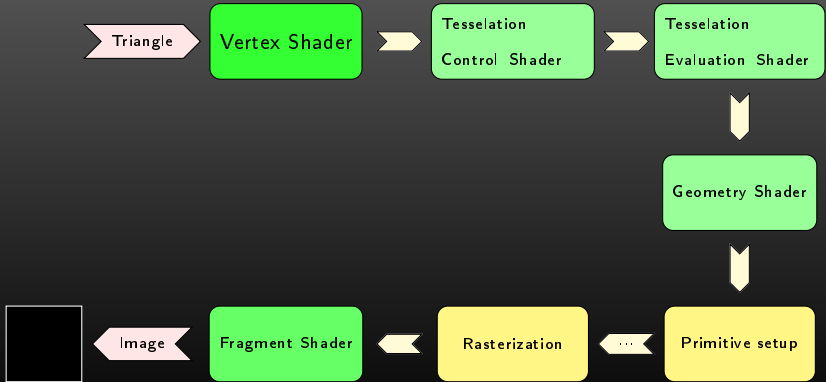 Triangle
Vertex Shader
Tesselation
Control Shader
Tesselation
Evaluation Shader
Geometry Shader
Primitive setup
...
Rasterization
Fragment Shader
Image